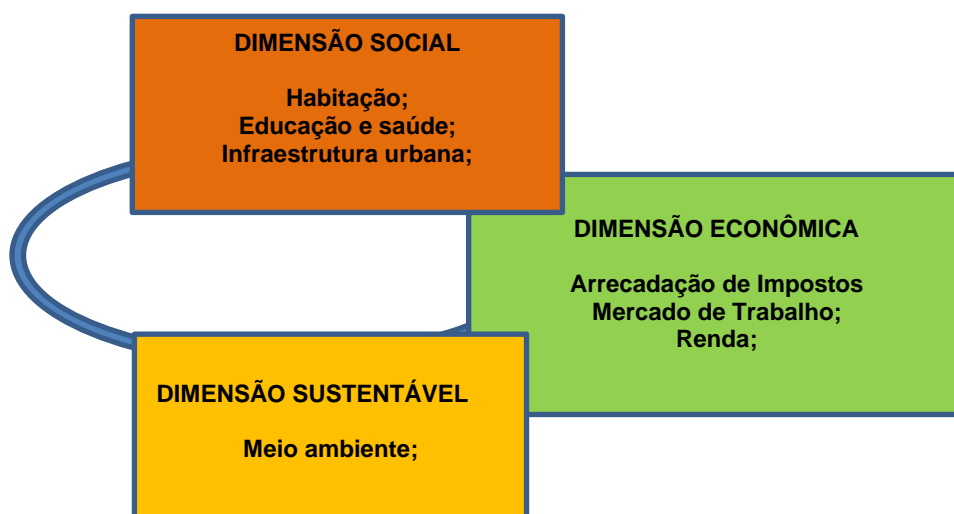 DIMENSÃO SOCIAL
Habitação;
Educação e saúde;
Infraestrutura urbana;
DIMENSÃO ECONÔMICA
Arrecadação de Impostos
Mercado de Trabalho;
Renda;
DIMENSÃO SUSTENTÁVEL
Meio ambiente;